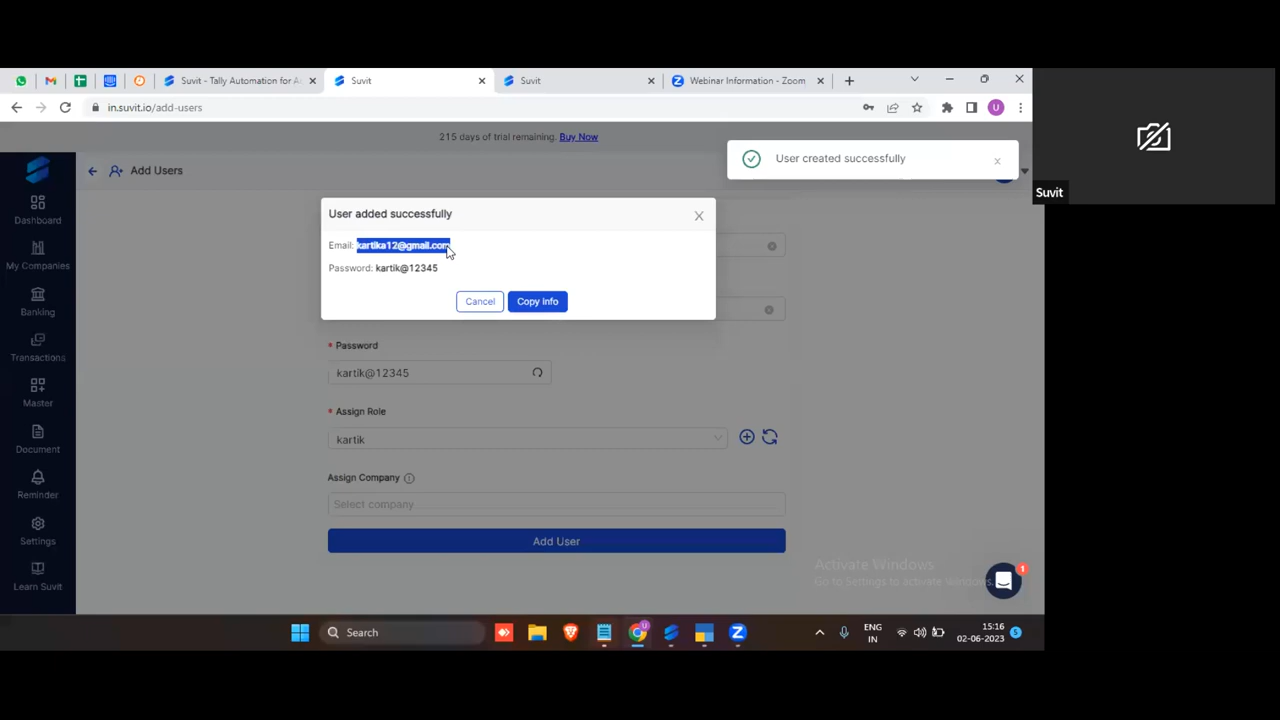 Suvit - Tally Automation for A
Suvit
Suvit
Webinar Information - Zoom
in.suvit.io/add-users
U
215 days of trial remaining. Buy Now
Add Users
User created successfully
x
Suvit
Dashboard
My Companies
Banking
Transactions
Master
Document
Reminder
Settings
Learn Suvit
User added successfully
X
Email: kartika12@gmail.com
Password: kartik@12345
Cancel
Copy info
* Password
kartik@12345
* Assign Role
kartik
Assign Company
Select company
Add User
Activate Windows
Go to Settings to activate Windows.
1
Search
ENG
IN
15:16
02-06-2023
5